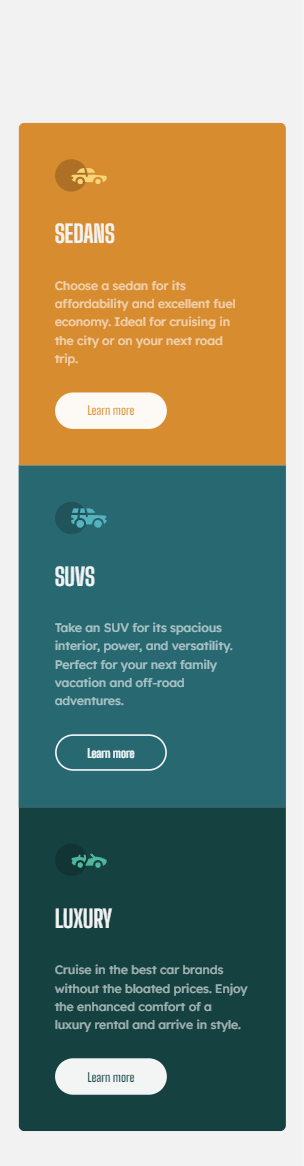 SEDANS
Choose a sedan for its
affordability and excellent fuel
economy. Ideal for cruising in
the city or on your next road
trip.
Learn more
SUVS
Take an SUV for its spacious
interior, power, and versatility.
Perfect for your next family
vacation and off-road
adventures.
Learn more
LUXURY
Cruise in the best car brands
without the bloated prices. Enjoy
the enhanced comfort of a
luxury rental and arrive in style.
Learn more